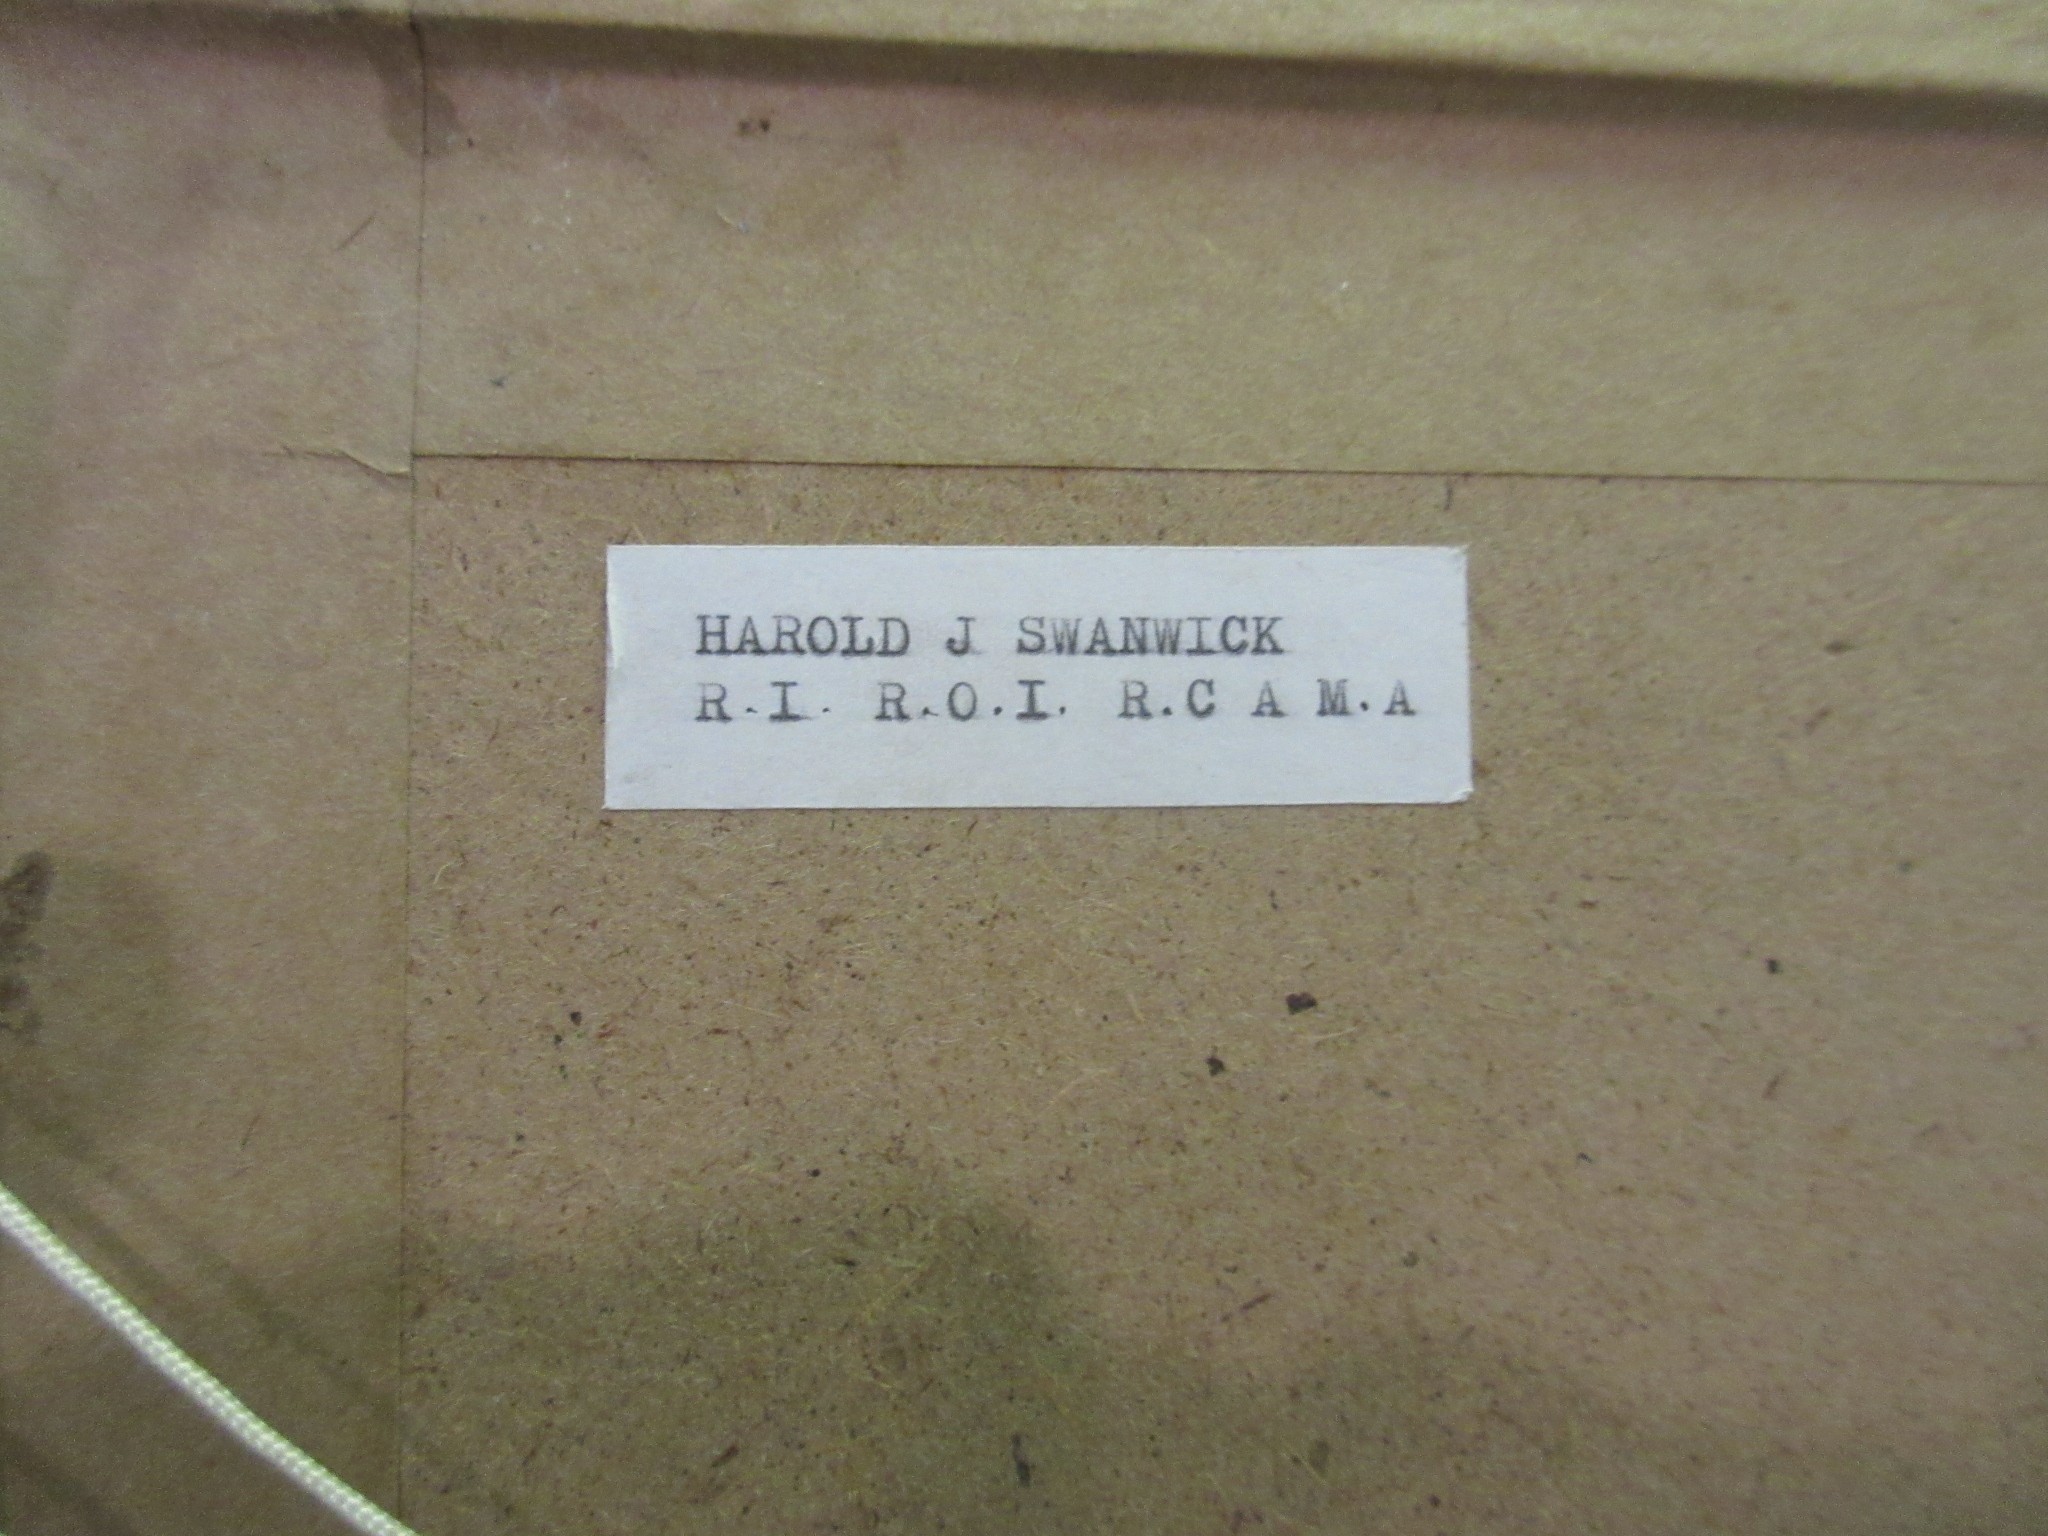 HAROLD J SWANWICK
R.I. R.O.I. R.C A M.A